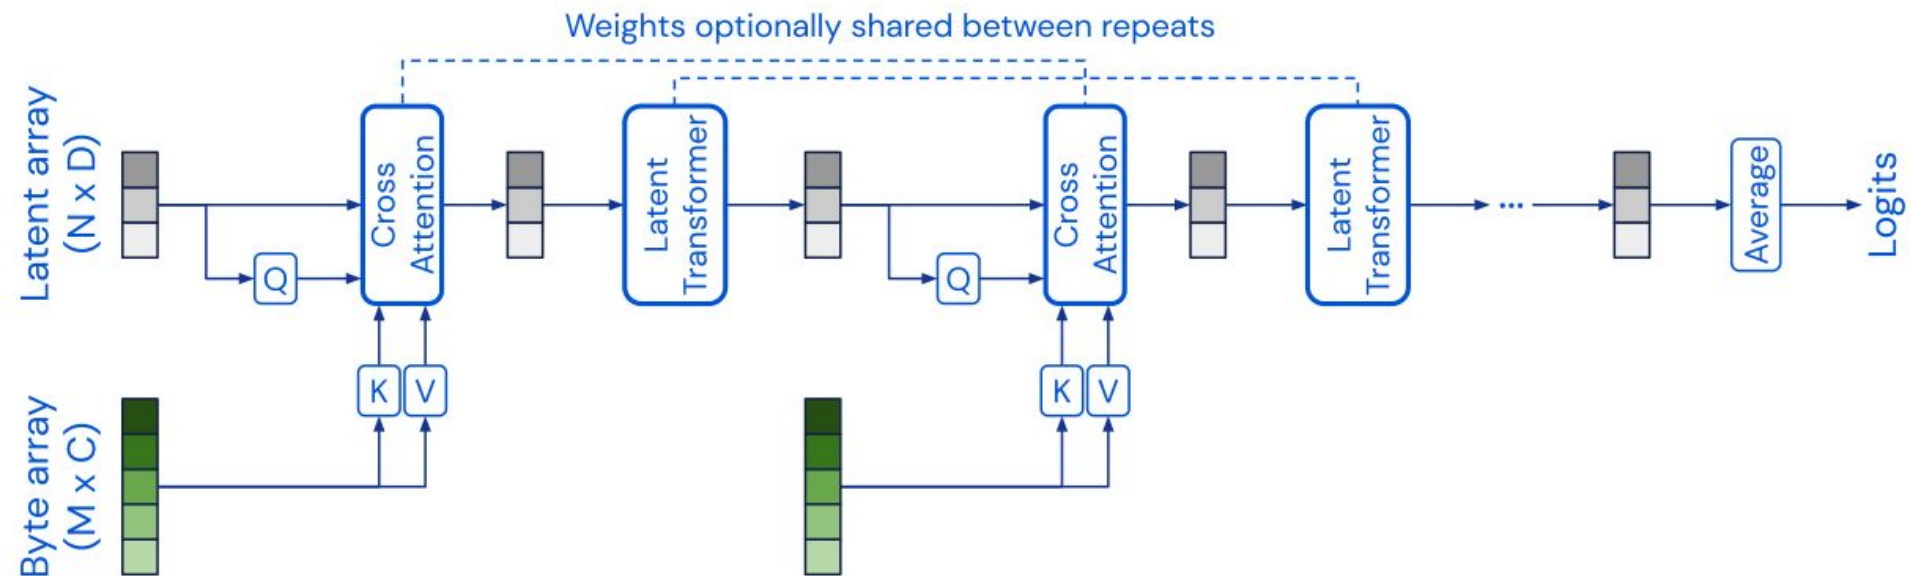 Weights optionally shared between repeats
Latent array
(N x D)
Q
Cross
Attention
K
V
Latent
Transformer
Q
Cross
Attention
K
V
Latent
Transformer
...
Average
Logits
Byte array
(M x C)